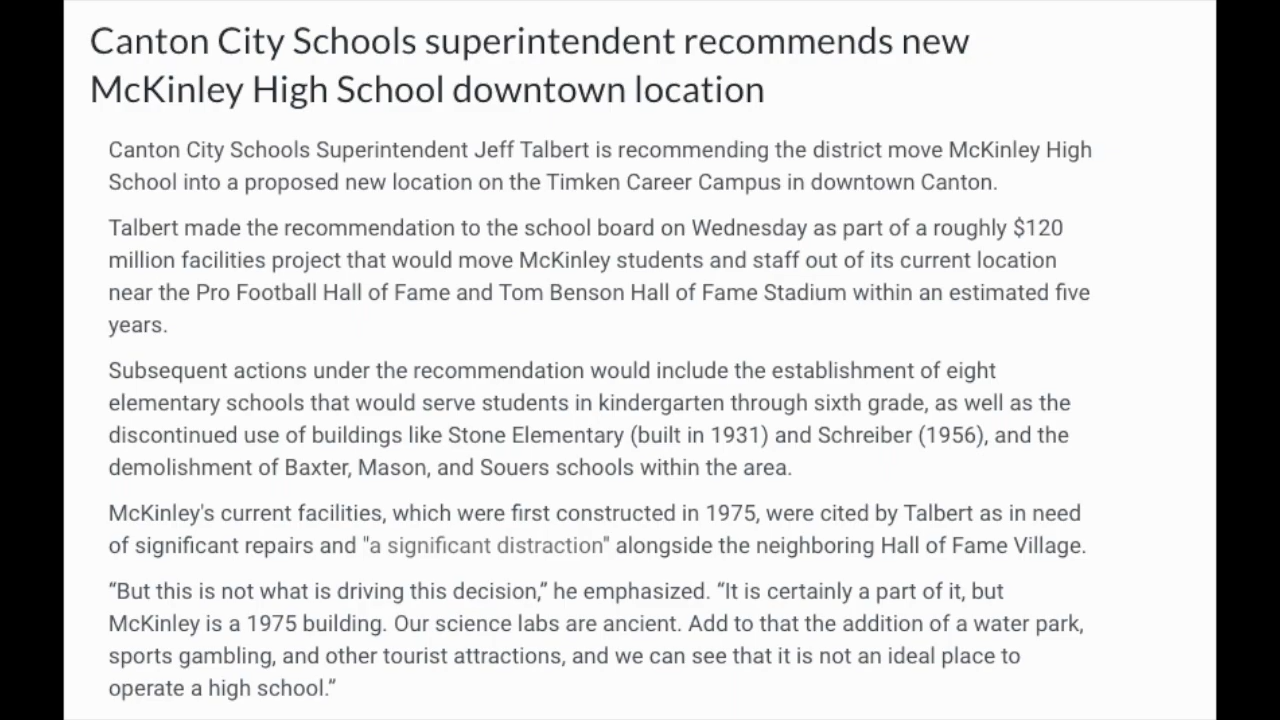 Canton City Schools superintendent recommends new
McKinley High School downtown location
Canton City Schools Superintendent Jeff Talbert is recommending the district move McKinley High
School into a proposed new location on the Timken Career Campus in downtown Canton.
Talbert made the recommendation to the school board on Wednesday as part of a roughly $120
million facilities project that would move McKinley students and staff out of its current location
near the Pro Football Hall of Fame and Tom Benson Hall of Fame Stadium within an estimated five
years.
Subsequent actions under the recommendation would include the establishment of eight
elementary schools that would serve students in kindergarten through sixth grade, as well as the
discontinued use of buildings like Stone Elementary (built in 1931) and Schreiber (1956), and the
demolishment of Baxter, Mason, and Souers schools within the area.
McKinley's current facilities, which were first constructed in 1975, were cited by Talbert as in need
of significant repairs and "a significant distraction" alongside the neighboring Hall of Fame Village.
“But this is not what is driving this decision,” he emphasized. “It is certainly a part of it, but
McKinley is a 1975 building. Our science labs are ancient. Add to that the addition of a water park,
sports gambling, and other tourist attractions, and we can see that it is not an ideal place to
operate a high school.”